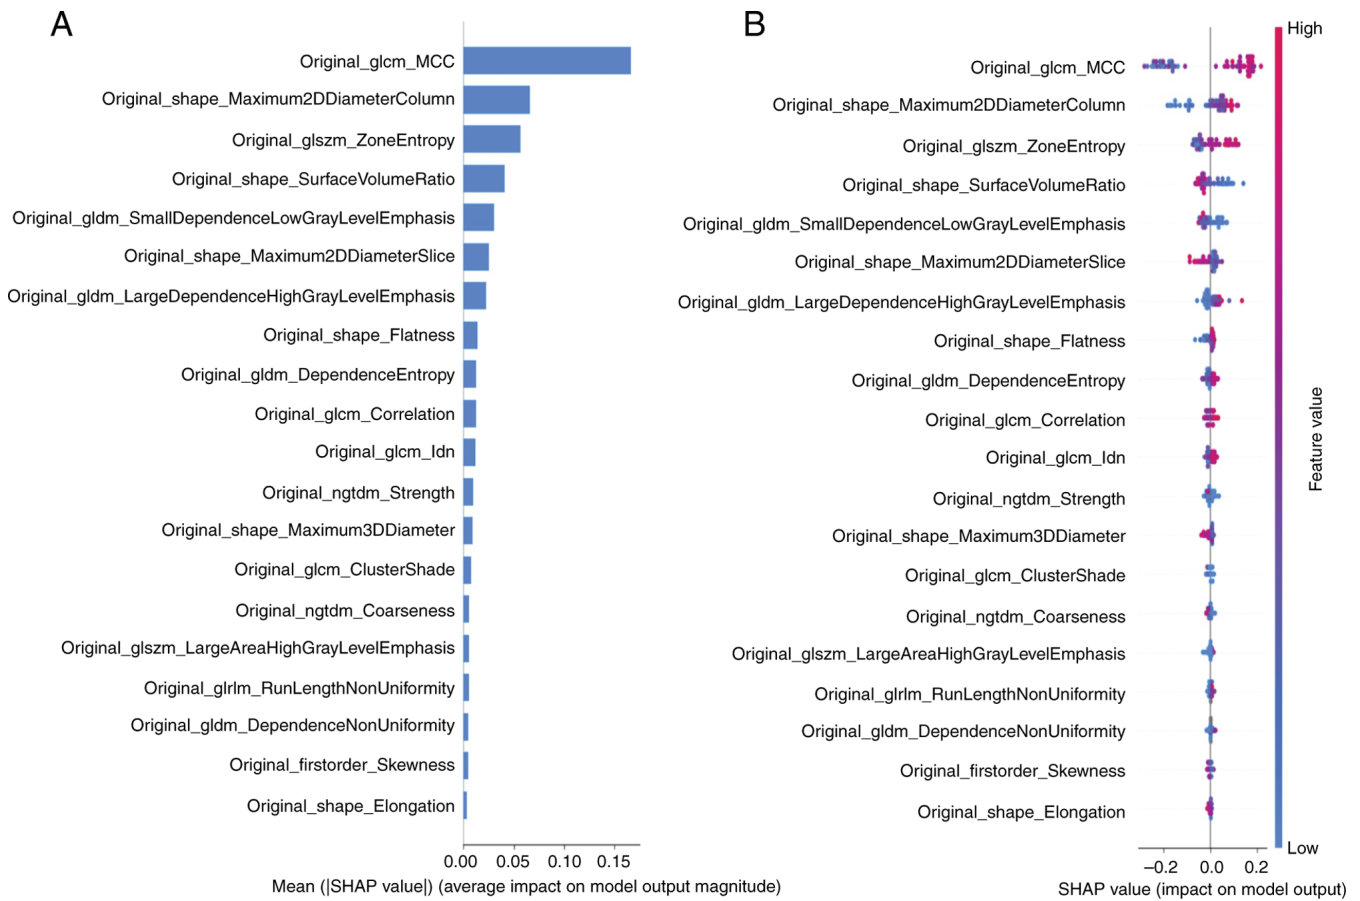 A
Original_glcm_MCC
Original_shape_Maximum2DDiameterColumn
Original_glszm_ZoneEntropy
Original_shape_SurfaceVolumeRatio
Original_gldm_SmallDependenceLowGrayLevelEmphasis
Original_shape_Maximum2DDiameterSlice
Original_gldm_LargeDependenceHighGrayLevelEmphasis
Original_shape_Flatness
Original_gldm_DependenceEntropy
Original_glcm_Correlation
Original_glcm_Idn
Original_ngtdm_Strength
Original_shape_Maximum3DDiameter
Original_glcm_ClusterShade
Original_ngtdm_Coarseness
Original_glszm_LargeAreaHighGrayLevelEmphasis
Original_glrlm_RunLengthNonUniformity
Original_gldm_DependenceNonUniformity
Original_firstorder_Skewness
Original_shape_Elongation
0.00 0.05 0.10 0.15
Mean (|SHAP value|) (average impact on model output magnitude)
B
Original_glcm_MCC
Original_shape_Maximum2DDiameterColumn
Original_glszm_ZoneEntropy
Original_shape_SurfaceVolumeRatio
Original_gldm_SmallDependenceLowGrayLevelEmphasis
Original_shape_Maximum2DDiameterSlice
Original_gldm_LargeDependenceHighGrayLevelEmphasis
Original_shape_Flatness
Original_gldm_DependenceEntropy
Original_glcm_Correlation
Original_glcm_Idn
Original_ngtdm_Strength
Original_shape_Maximum3DDiameter
Original_glcm_ClusterShade
Original_ngtdm_Coarseness
Original_glszm_LargeAreaHighGrayLevelEmphasis
Original_glrlm_RunLengthNonUniformity
Original_gldm_DependenceNonUniformity
Original_firstorder_Skewness
Original_shape_Elongation
−0.2 0.0 0.2
SHAP value (impact on model output)
High
Feature value
Low